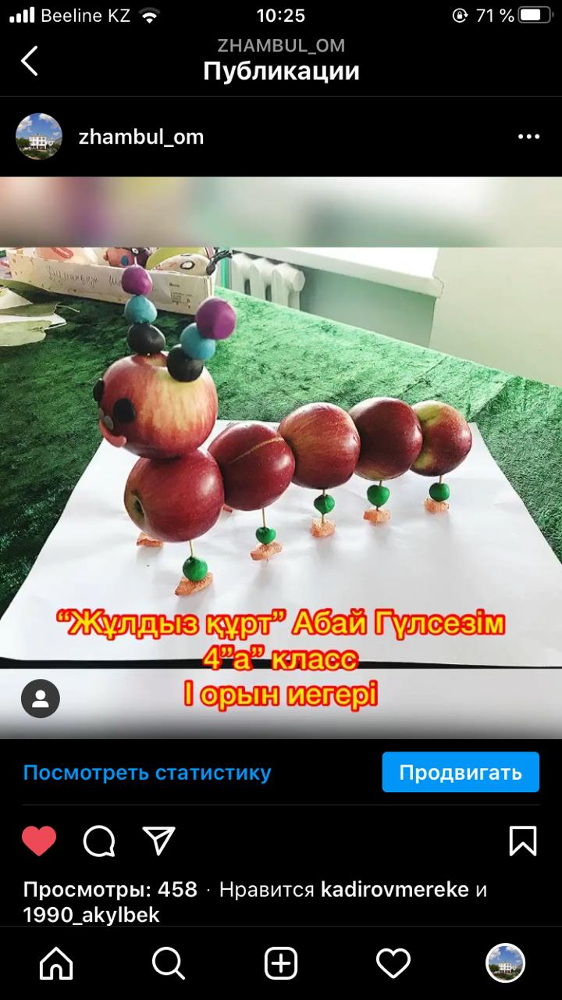 Beeline KZ 10:25 71 %
ZHAMBUL_OM
Публикации
zhambul_om
“Жұлдыз құрт” Абай Гүлсезім
4”а” класс
І орын иегері
Посмотреть статистику
Продвигать
Просмотры: 458 · Нравится kadirovmereke и
1990_akylbek